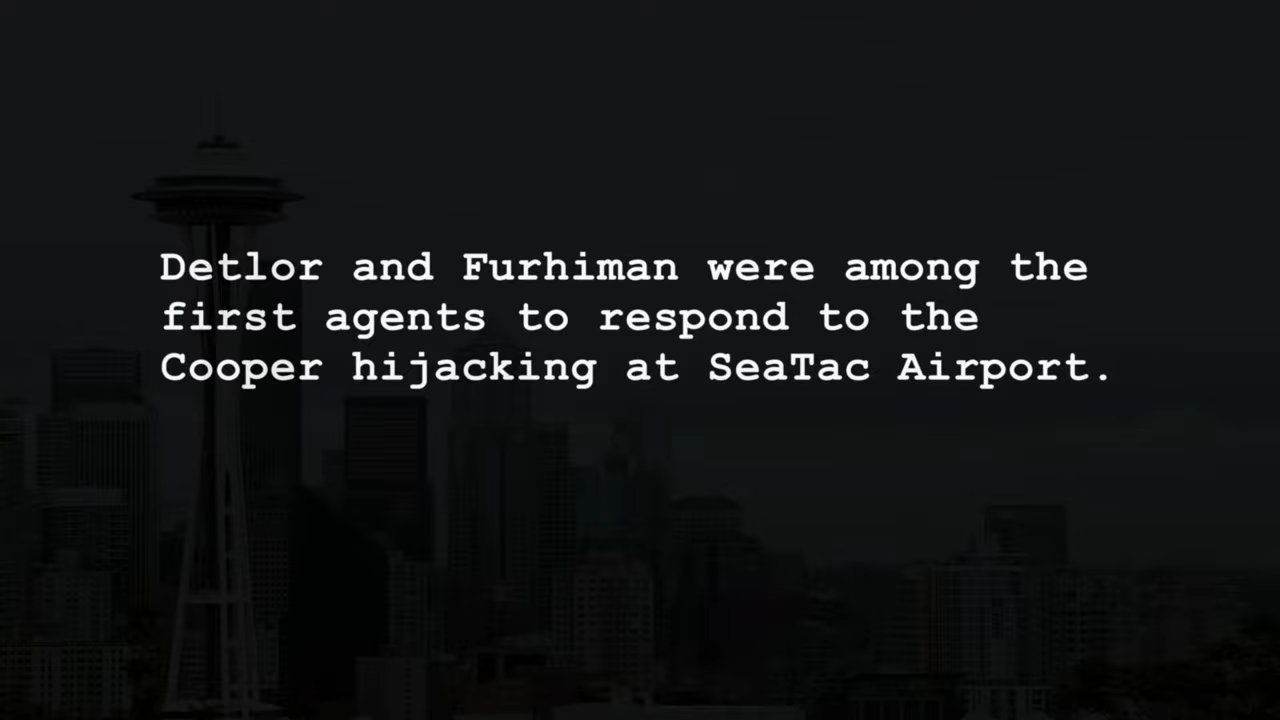 Detlor and Furhiman were among the
first agents to respond to the
Cooper hijacking at SeaTac Airport.